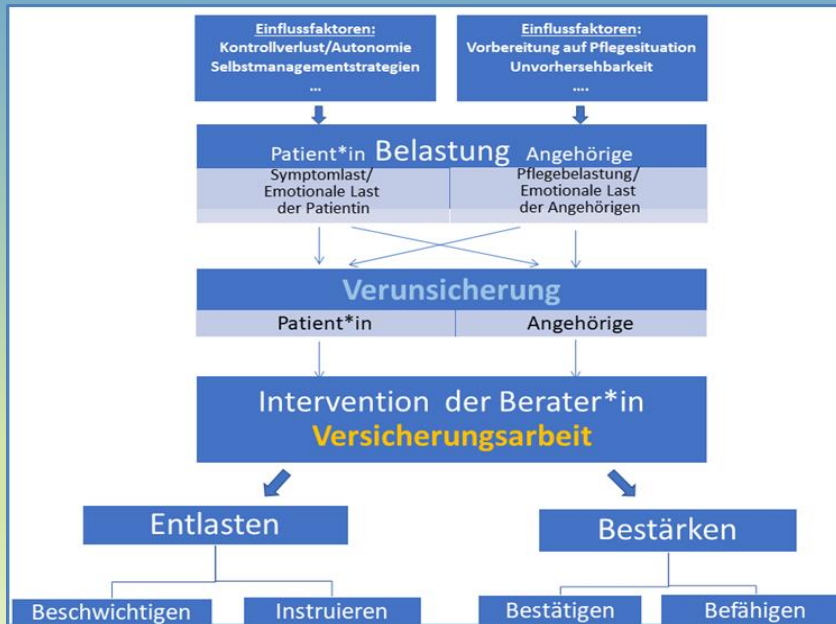 Einflussfaktoren:
Kontrollverlust/Autonomie
Selbstmanagementstrategien
...
Einflussfaktoren:
Vorbereitung auf Pflegesituation
Unvorhersehbarkeit
....
Patient*in Belastung Angehörige
Symptomlast/
Emotionale Last
der Patientin
Pflegebelastung/
Emotionale Last
der Angehörigen
Verunsicherung
Patient*in
Angehörige
Intervention der Berater*in
Versicherungsarbeit
Entlasten
Bestärken
Beschwichtigen
Instruieren
Bestätigen
Befähigen